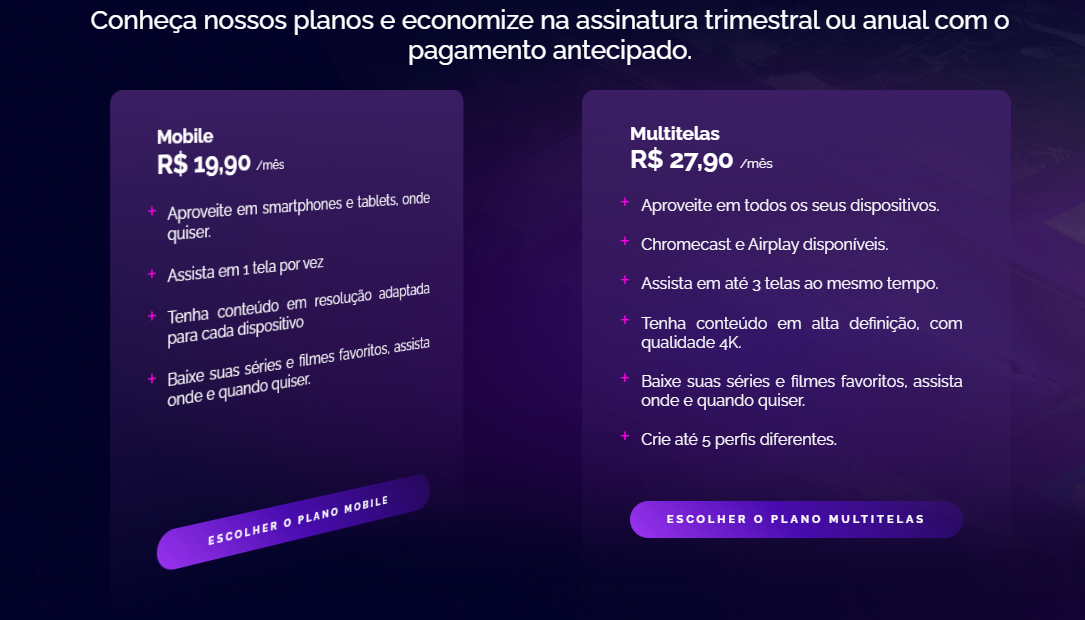 Conheça nossos planos e economize na assinatura trimestral ou anual com o
pagamento antecipado.
Mobile
R$ 19,90 /mês
+ Aproveite em smartphones e tablets, onde
quiser.
+ Assista em 1 tela por vez
+ Tenha conteúdo em resolução adaptada
para cada dispositivo
+ Baixe suas séries e filmes favoritos, assista
onde e quando quiser.
ESCOLHER O PLANO MOBILE
Multitelas
R$ 27,90 /mês
+ Aproveite em todos os seus dispositivos.
+ Chromecast e Airplay disponíveis.
+ Assista em até 3 telas ao mesmo tempo.
+ Tenha conteúdo em alta definição, com
qualidade 4K.
+ Baixe suas séries e filmes favoritos, assista
onde e quando quiser.
+ Crie até 5 perfis diferentes.
ESCOLHER O PLANO MULTITELAS